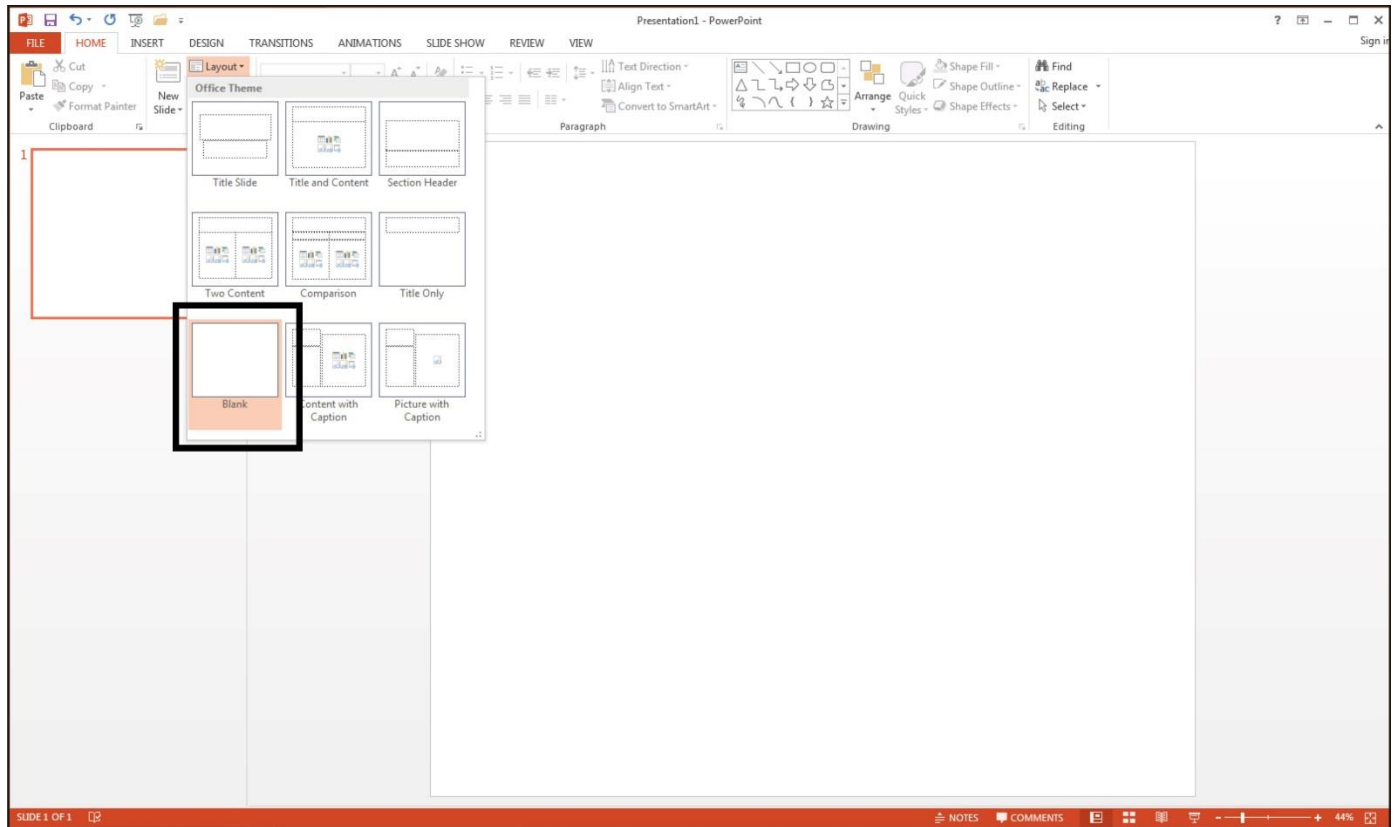 Presentation1 - PowerPoint
FILE HOME INSERT DESIGN TRANSITIONS ANIMATIONS SLIDE SHOW REVIEW VIEW Sign in
Paste
Cut
Copy
Format Painter
Clipboard
New
Slide
Layout
Text Direction
Align Text
Convert to SmartArt
Paragraph
Arrange
Quick
Styles
Shape Fill
Shape Outline
Shape Effects
Drawing
Find
Replace
Select
Editing
1
Office Theme
Title Slide Title and Content Section Header
Two Content Comparison Title Only
Blank Content with Caption Picture with Caption
SLIDE 1 OF 1 NOTES COMMENTS 44%